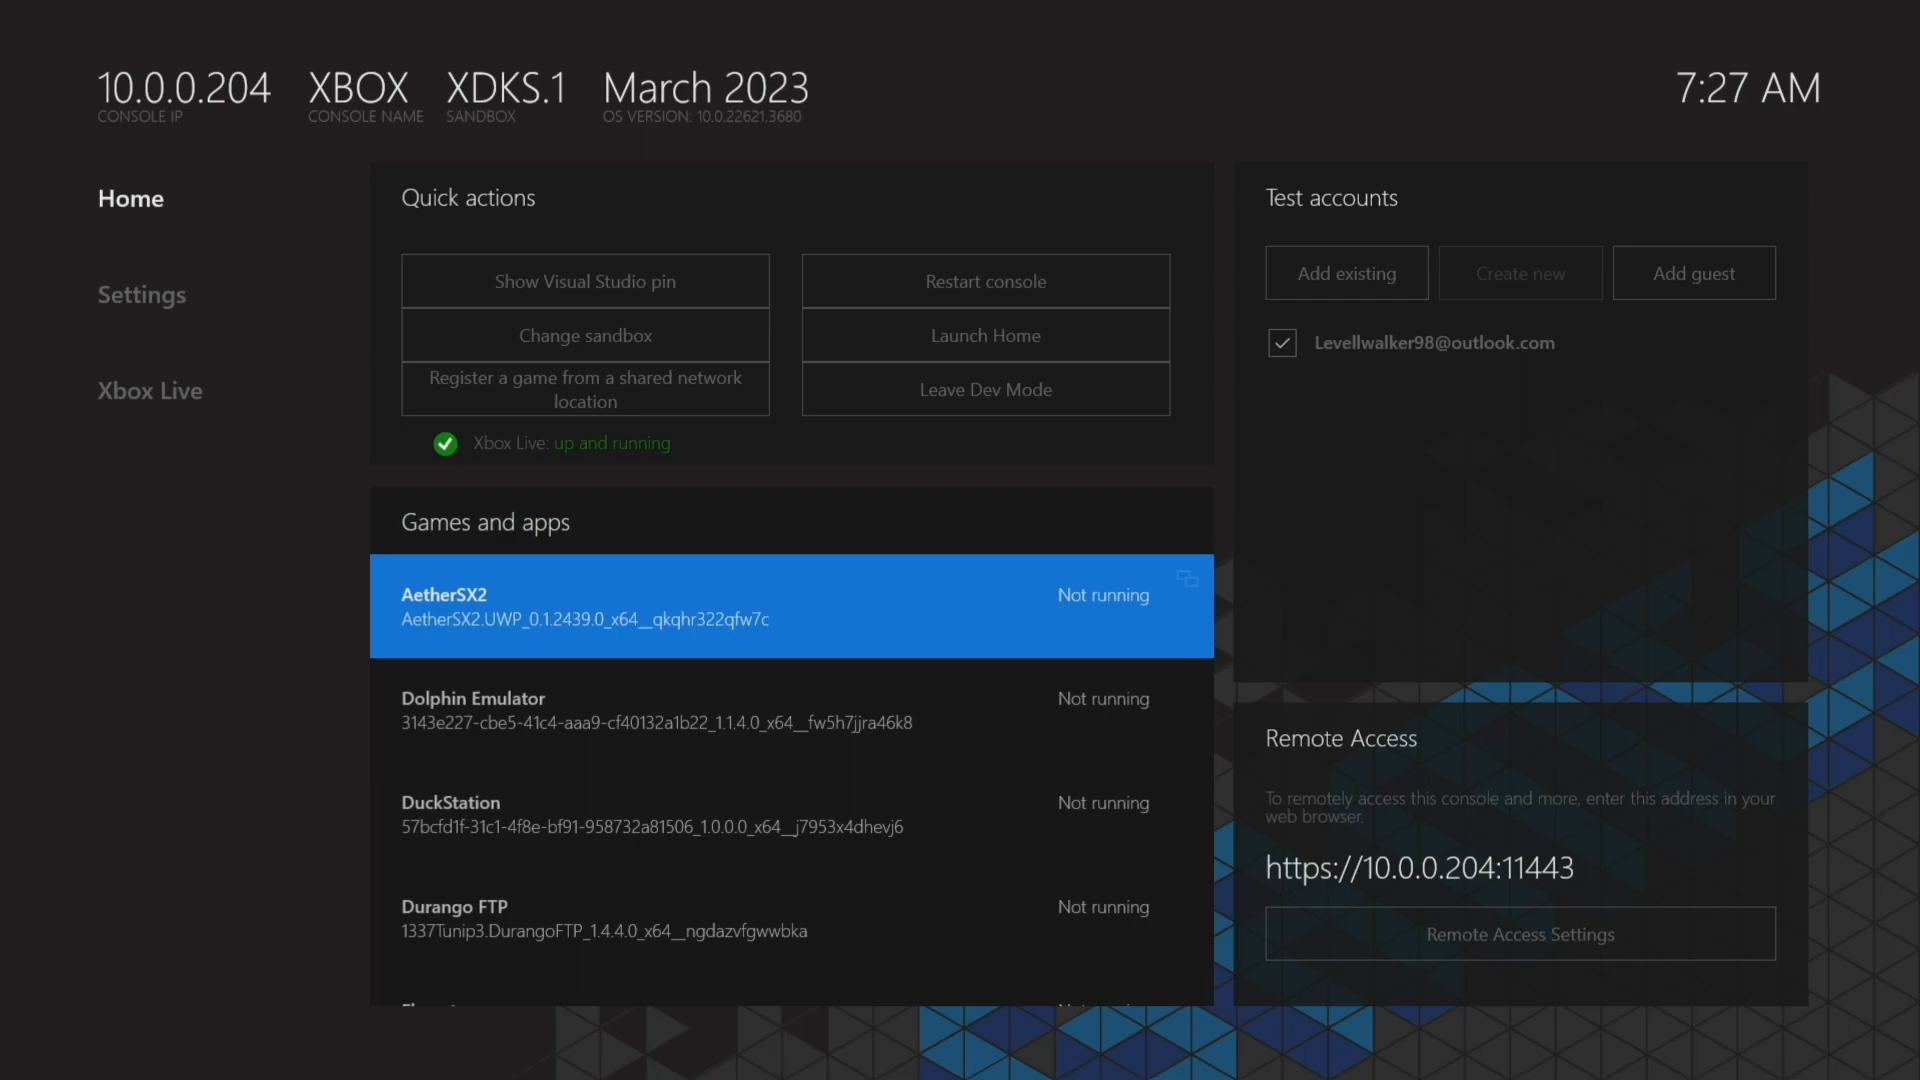 10.0.0.204 XBOX XDKS.1 March 2023 7:27 AM
CONSOLE IP CONSOLE NAME SANDBOX OS VERSION: 10.0.22621.3680
Home
Settings
Xbox Live
Quick actions
Show Visual Studio pin
Change sandbox
Register a game from a shared network
location
Restart console
Launch Home
Leave Dev Mode
Xbox Live: up and running
Games and apps
AetherSX2 Not running
AetherSX2.UWP_0.1.2439.0_x64__qkqhr322qfw7c
Dolphin Emulator Not running
3143e227-cbe5-41c4-aaa9-cf40132a1b22_1.1.4.0_x64__fw5h7jjra46k8
DuckStation Not running
57bcfd1f-31c1-4f8e-bf91-958732a81506_1.0.0.0_x64__j7953x4dhevj6
Durango FTP Not running
1337Tunip3.DurangoFTP_1.4.4.0_x64__ngdazvfgwwbka
Test accounts
Add existing Create new Add guest
Levellwalker98@outlook.com
Remote Access
To remotely access this console and more, enter this address in your
web browser.
https://10.0.0.204:11443
Remote Access Settings